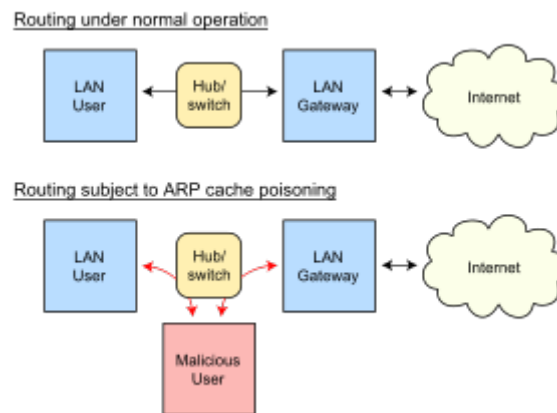 Routing under normal operation
LAN
User
Hub/
switch
LAN
Gateway
Internet
Routing subject to ARP cache poisoning
LAN
User
Hub/
switch
LAN
Gateway
Internet
Malicious
User